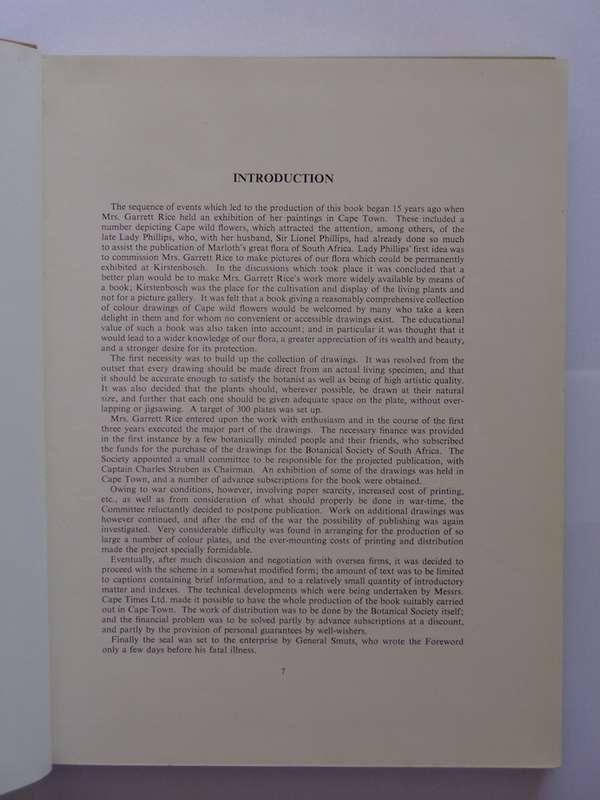 INTRODUCTION
The sequence of events which led to the production of this book began 15 years ago when
Mrs. Garrett Rice held an exhibition of her paintings in Cape Town. These included a
number depicting Cape wild flowers, which attracted the attention, among others, of the
late Lady Phillips, who, with her husband, Sir Lionel Phillips, had already done so much
to assist the publication of Marloth's great flora of South Africa. Lady Phillips' first idea was
to commission Mrs. Garrett Rice to make pictures of our flora which could be permanently
exhibited at Kirstenbosch. In the discussions which took place it was concluded that a
better plan would be to make Mrs. Garrett Rice's work more widely available by means of
a book; Kirstenbosch was the place for the cultivation and display of the living plants and
not for a picture gallery. It was felt that a book giving a reasonably comprehensive collection
of colour drawings of Cape wild flowers would be welcomed by many who take a keen
delight in them and for whom no convenient or accessible drawings exist. The educational
value of such a book was also taken into account; and in particular it was thought that it
would lead to a wider knowledge of our flora, a greater appreciation of its wealth and beauty,
and a stronger desire for its protection.
The first necessity was to build up the collection of drawings. It was resolved from the
outset that every drawing should be made direct from an actual living specimen, and that
it should be accurate enough to satisfy the botanist as well as being of high artistic quality.
It was also decided that the plants should, wherever possible, be drawn at their natural
size, and further that each one should be given adequate space on the plate, without over-
lapping or jigsawing. A target of 300 plates was set up.
Mrs. Garrett Rice entered upon the work with enthusiasm and in the course of the first
three years executed the major part of the drawings. The necessary finance was provided
in the first instance by a few botanically minded people and their friends, who subscribed
the funds for the purchase of the drawings for the Botanical Society of South Africa. The
Society appointed a small committee to be responsible for the projected publication, with
Captain Charles Struben as Chairman. An exhibition of some of the drawings was held in
Cape Town, and a number of advance subscriptions for the book were obtained.
Owing to war conditions, however, involving paper scarcity, increased cost of printing,
etc., as well as from consideration of what should properly be done in war-time, the
Committee reluctantly decided to postpone publication. Work on additional drawings was
however continued, and after the end of the war the possibility of publishing was again
investigated. Very considerable difficulty was found in arranging for the production of so
large a number of colour plates, and the ever-mounting costs of printing and distribution
made the project specially formidable.
Eventually, after much discussion and negotiation with oversea firms, it was decided to
proceed with the scheme in a somewhat modified form; the amount of text was to be limited
to captions containing brief information, and to a relatively small quantity of introductory
matter and indexes. The technical developments which were being undertaken by Messrs.
Cape Times Ltd. made it possible to have the whole production of the book suitably carried
out in Cape Town. The work of distribution was to be done by the Botanical Society itself;
and the financial problem was to be solved partly by advance subscriptions at a discount,
and partly by the provision of personal guarantees by well-wishers.
Finally the seal was set to the enterprise by General Smuts, who wrote the Foreword
only a few days before his fatal illness.
7